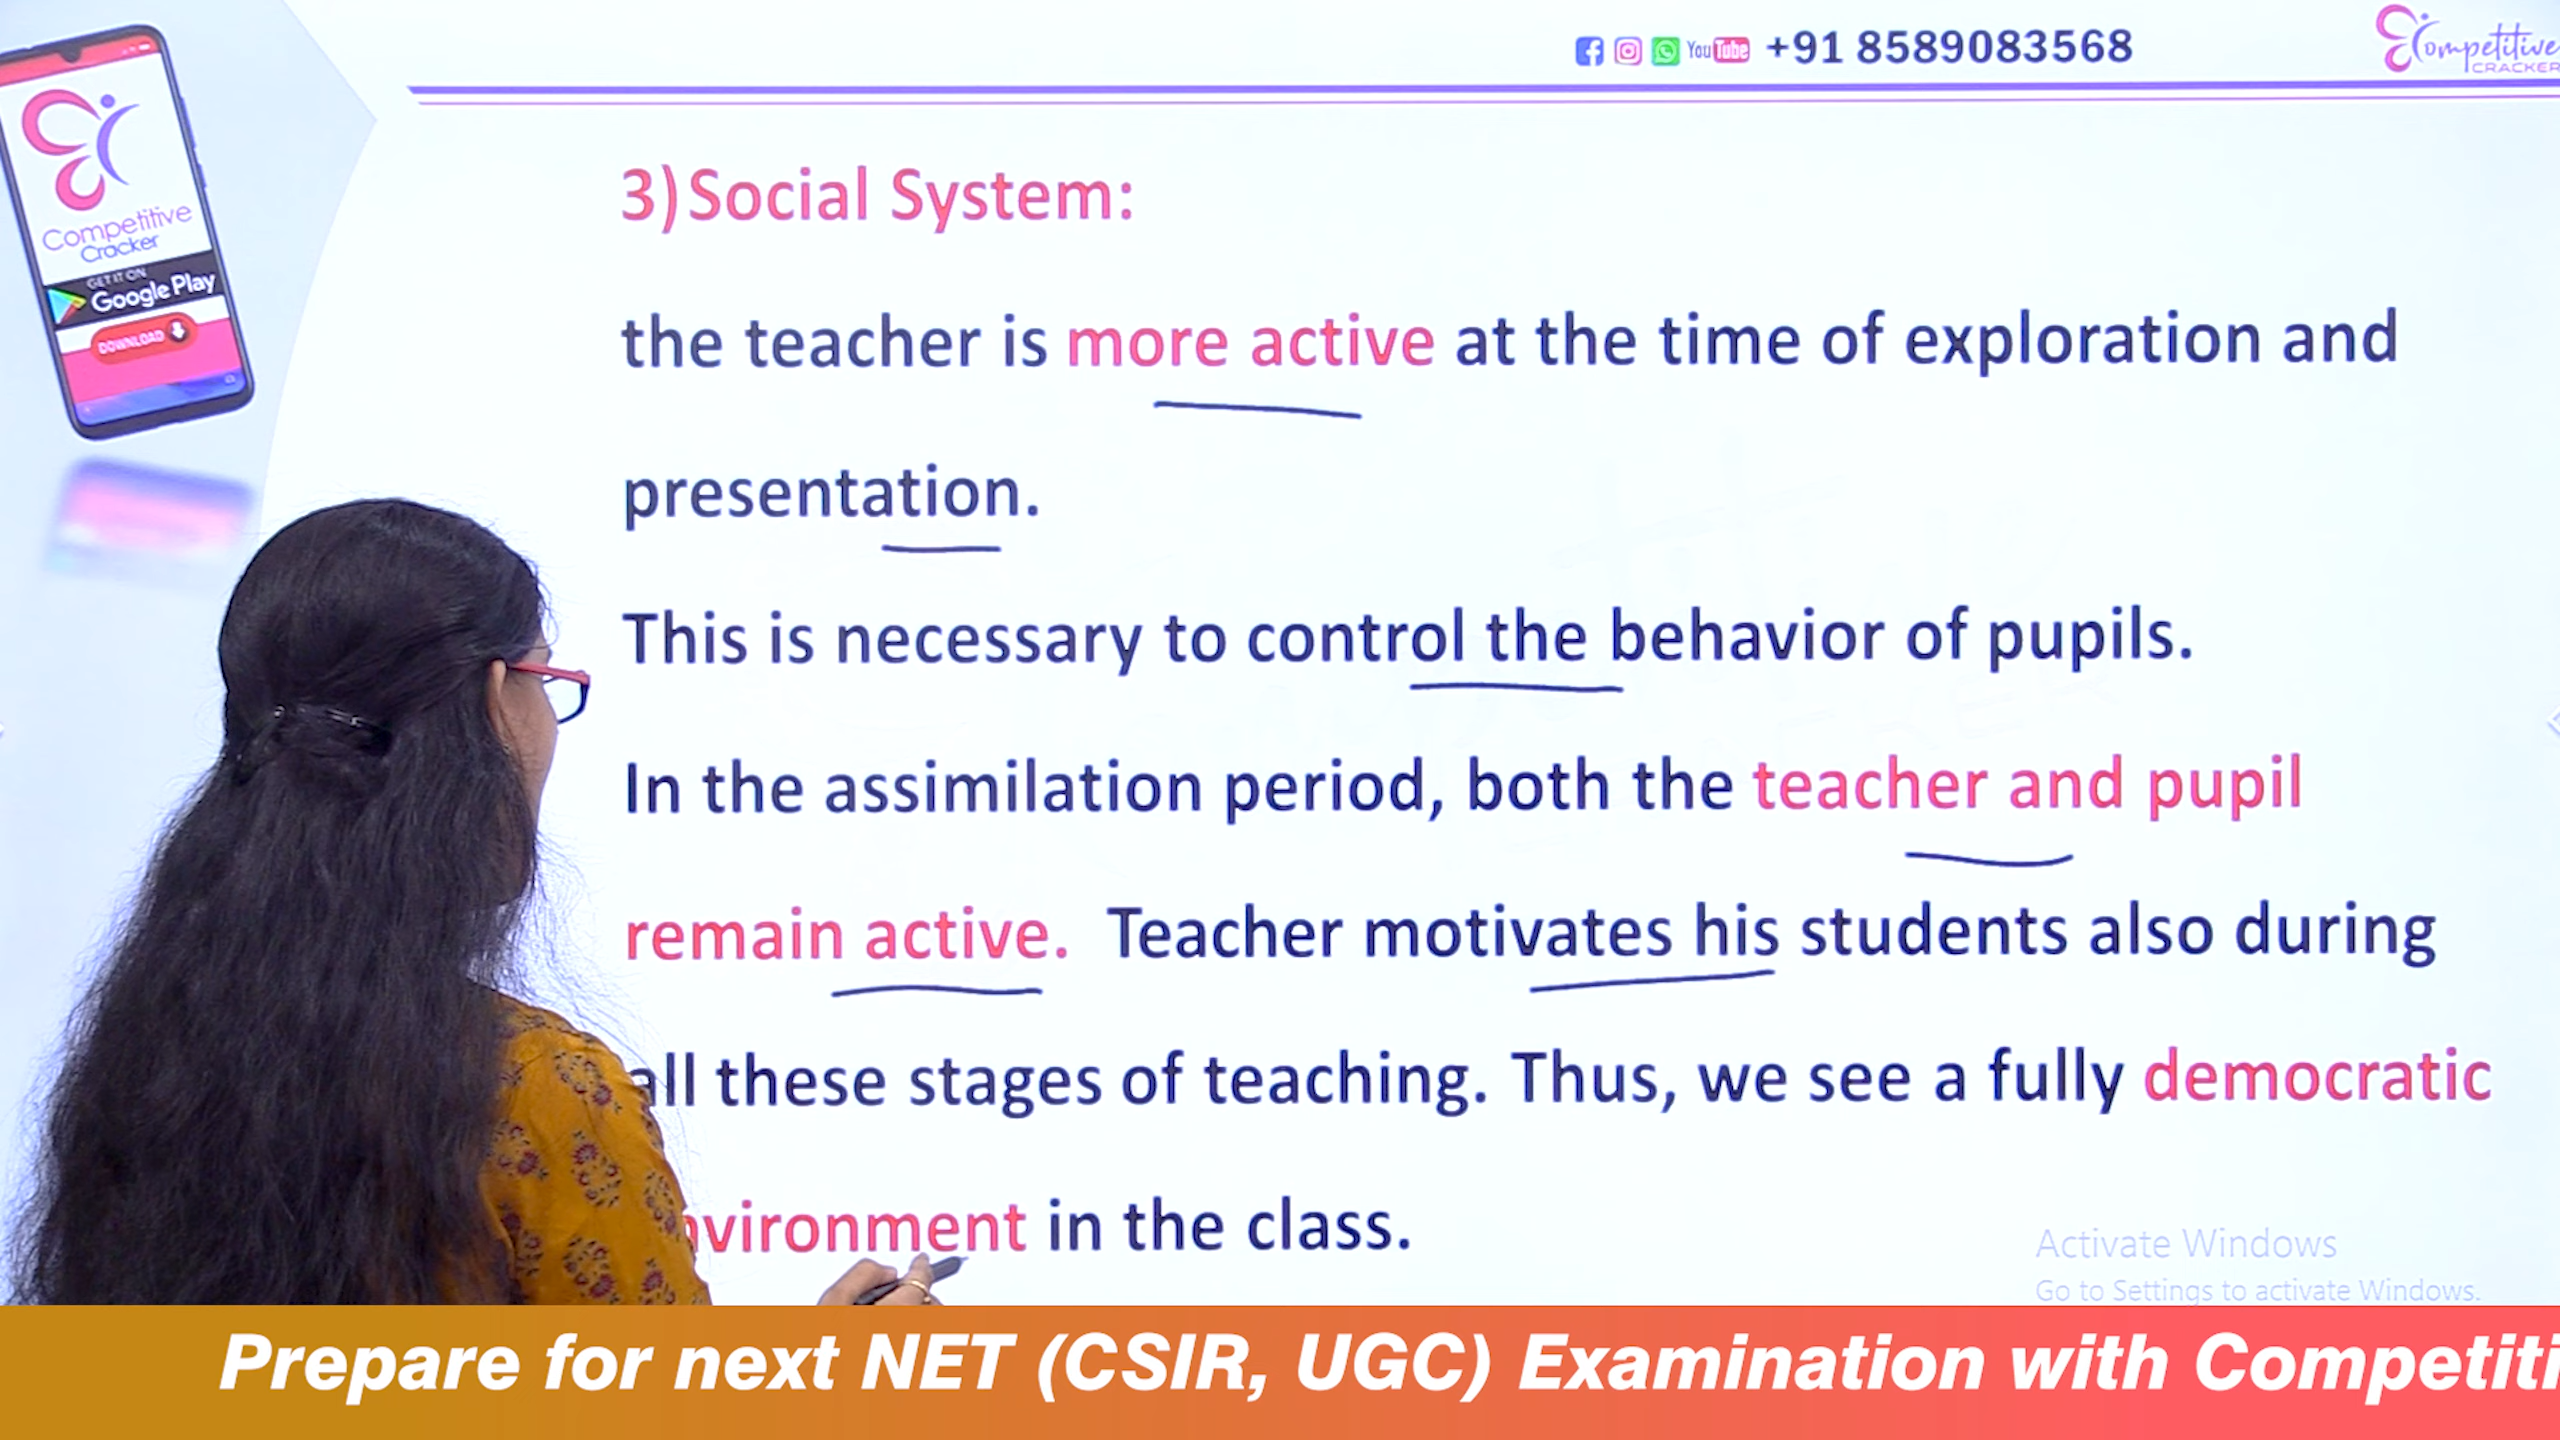 You Tube +91 8589083568
Competitive
CRACKER
Competitive
Cracker
GET IT ON
Google Play
DOWNLOAD
3) Social System:
the teacher is more active at the time of exploration and
presentation.
This is necessary to control the behavior of pupils.
In the assimilation period, both the teacher and pupil
remain active. Teacher motivates his students also during
all these stages of teaching. Thus, we see a fully democratic
nvironment in the class.
Activate Windows
Go to Settings to activate Windows.
Prepare for next NET (CSIR, UGC) Examination with Competiti